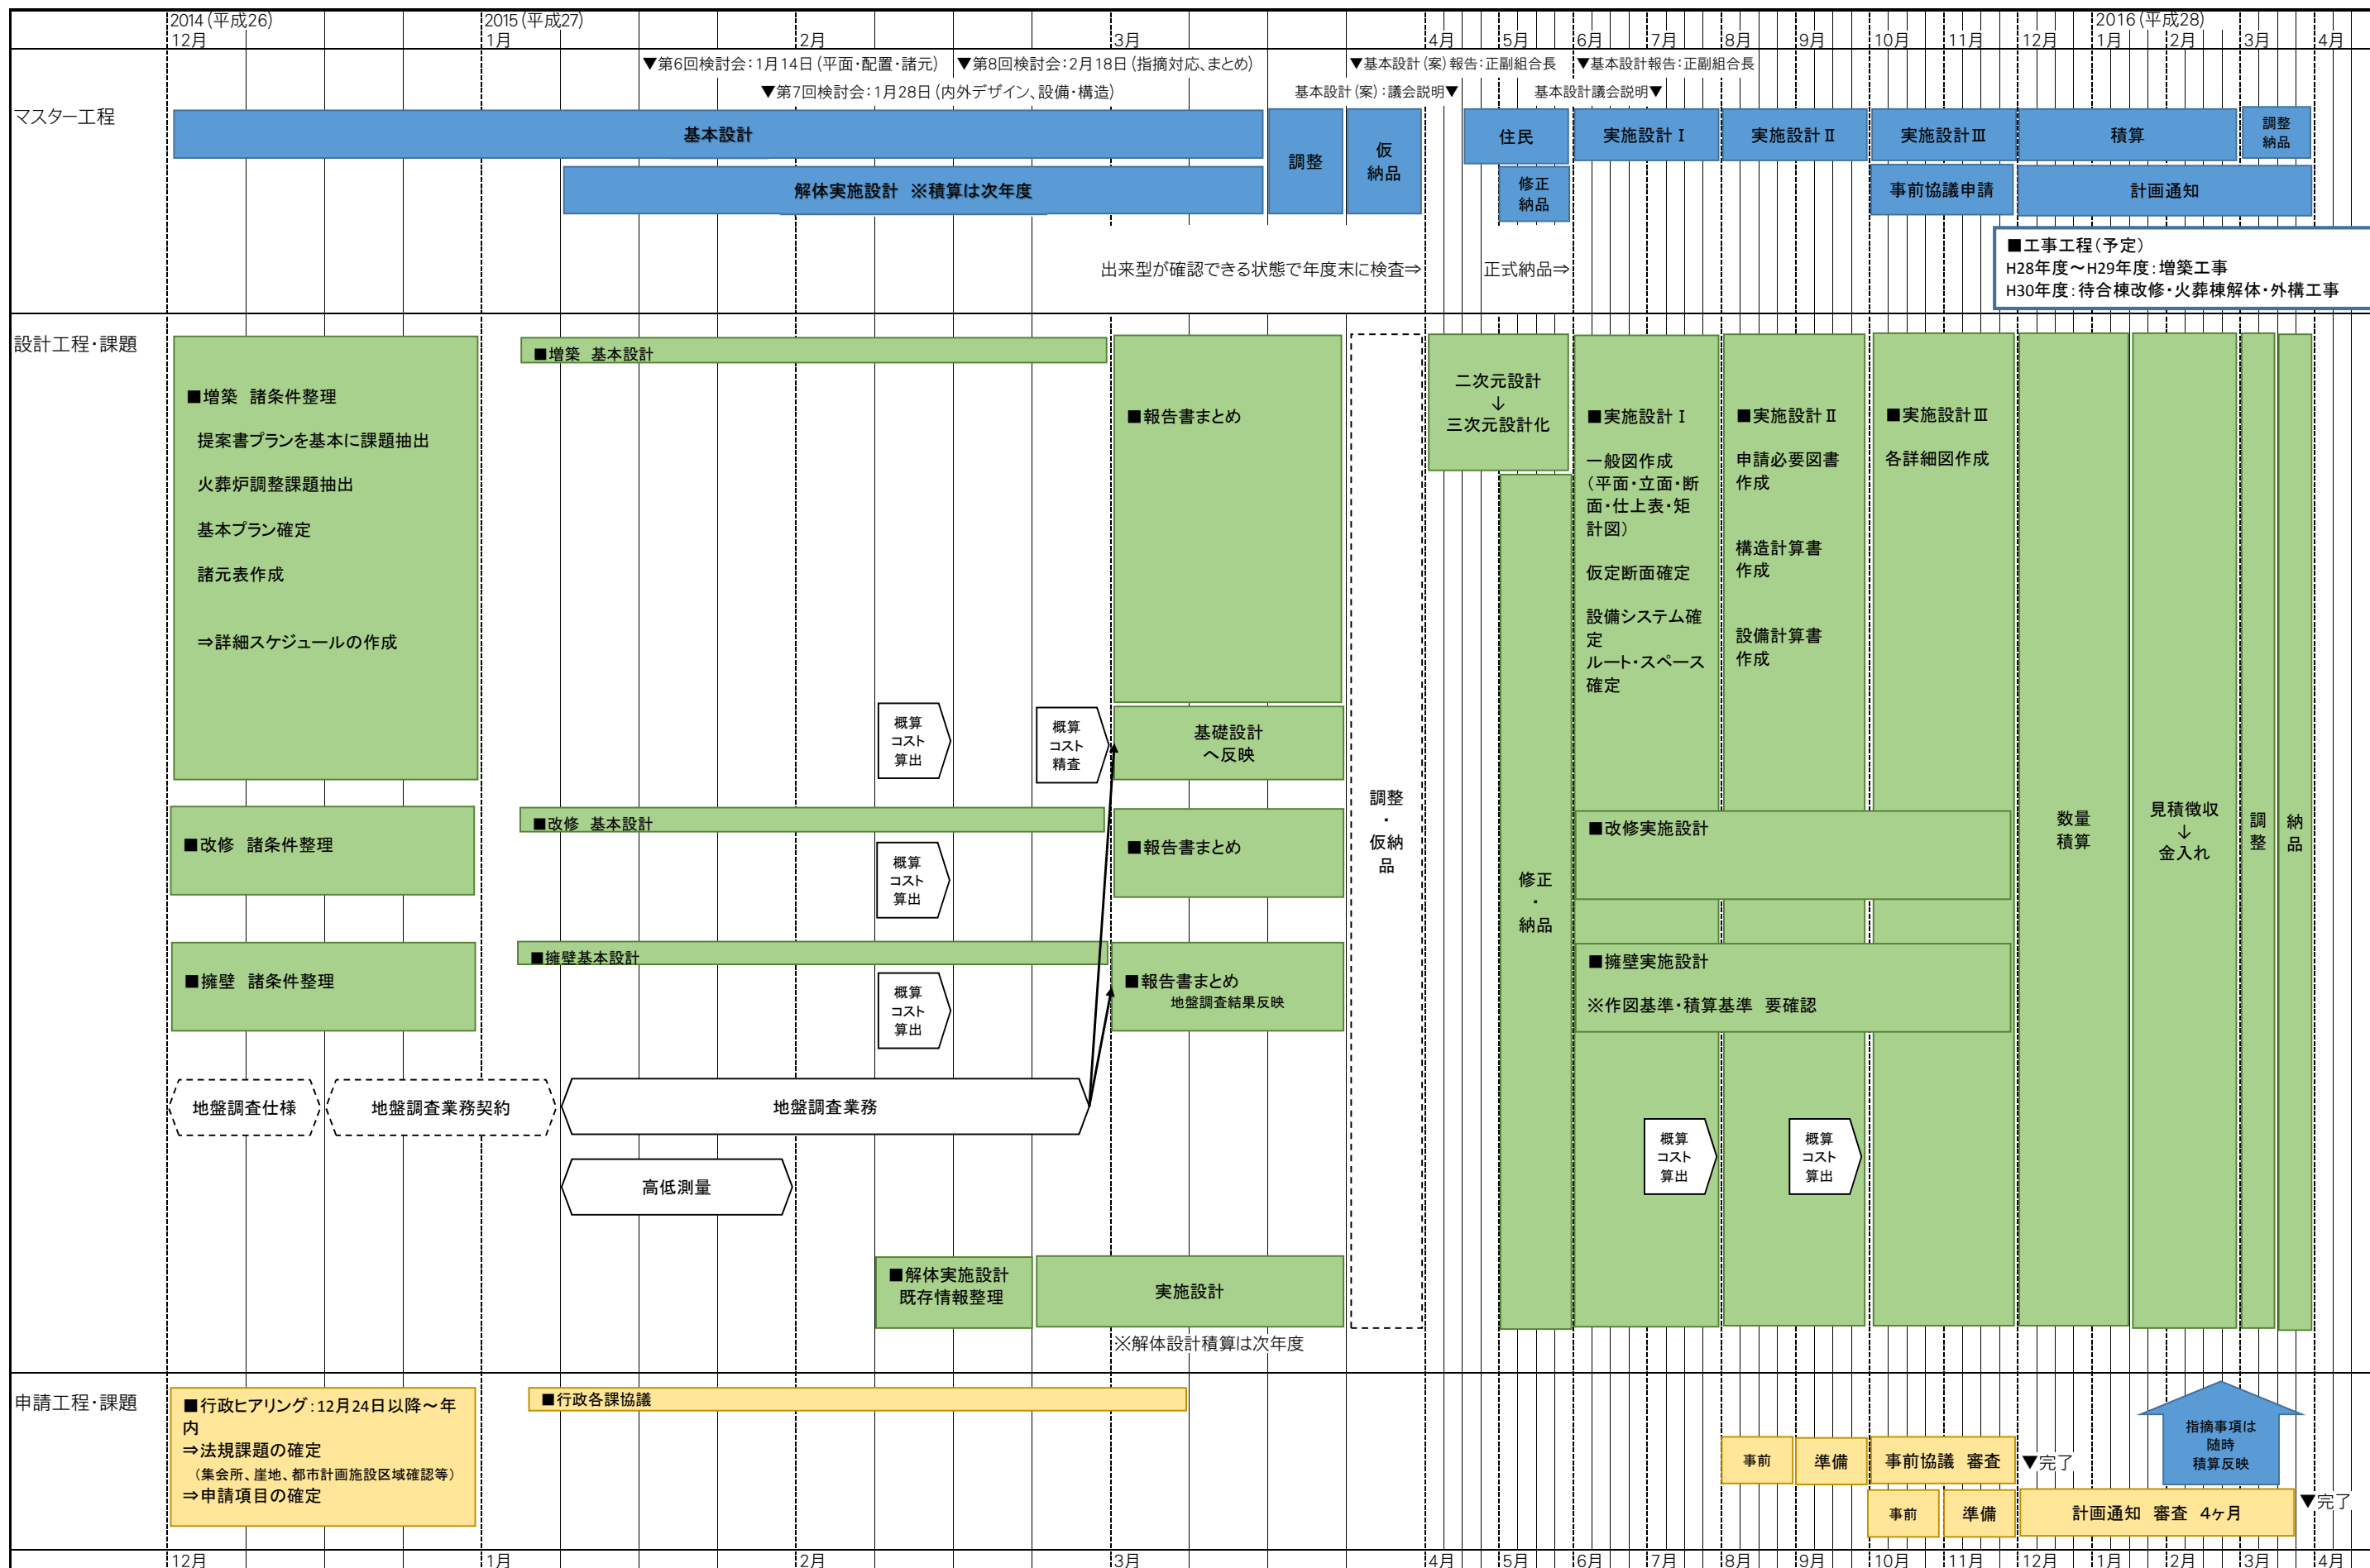 2014(平成26)
2015(平成27)
2016(平成28)
12月
1月
2月
3月
4月
5月
6月
7月
8月
9月
10月
11月
12月
1月
2月
3月
4月
▼第6回検討会：1月14日(平面・配置・諸元)
▼第8回検討会：2月18日(指摘対応、まとめ)
▼基本設計(案)報告：正副組合長
▼基本設計報告：正副組合長
▼第7回検討会：1月28日(内外デザイン、設備・構造)
基本設計(案)：議会説明▼
基本設計議会説明▼
マスター工程
基本設計
解体実施設計　※積算は次年度
調整
仮
納品
住民
修正
納品
実施設計Ⅰ
実施設計Ⅱ
実施設計Ⅲ
事前協議申請
積算
計画通知
調整
納品
出来型が確認できる状態で年度末に検査⇒
正式納品⇒
■工事工程(予定)
H28年度～H29年度：増築工事
H30年度：待合棟改修・火葬棟解体・外構工事
設計工程・課題
■増築　諸条件整理
提案書プランを基本に課題抽出
火葬炉調整課題抽出
基本プラン確定
諸元表作成
⇒詳細スケジュールの作成
■増築　基本設計
概算
コスト
算出
概算
コスト
精査
■報告書まとめ
基礎設計
へ反映
■改修　諸条件整理
■改修　基本設計
概算
コスト
算出
■報告書まとめ
■擁壁　諸条件整理
■擁壁基本設計
概算
コスト
算出
■報告書まとめ
地盤調査結果反映
地盤調査仕様
地盤調査業務契約
地盤調査業務
高低測量
■解体実施設計
既存情報整理
実施設計
※解体設計積算は次年度
調整
・
仮納
品
二次元設計
↓
三次元設計化
修正
・
納品
■実施設計Ⅰ
一般図作成
(平面・立面・断
面・仕上表・矩
計図)
仮定断面確定
設備システム確
定
ルート・スペース
確定
■実施設計Ⅱ
申請必要図書
作成
構造計算書
作成
設備計算書
作成
■実施設計Ⅲ
各詳細図作成
■改修実施設計
■擁壁実施設計
※作図基準・積算基準　要確認
概算
コスト
算出
概算
コスト
算出
数量
積算
見積徴収
↓
金入れ
調
整
納
品
申請工程・課題
■行政ヒアリング：12月24日以降～年
内
⇒法規課題の確定
(集会所、崖地、都市計画施設区域確認等)
⇒申請項目の確定
■行政各課協議
事前
準備
事前協議　審査
▼完了
事前
準備
計画通知　審査　4ヶ月
▼完了
指摘事項は
随時
積算反映
12月
1月
2月
3月
4月
5月
6月
7月
8月
9月
10月
11月
12月
1月
2月
3月
4月